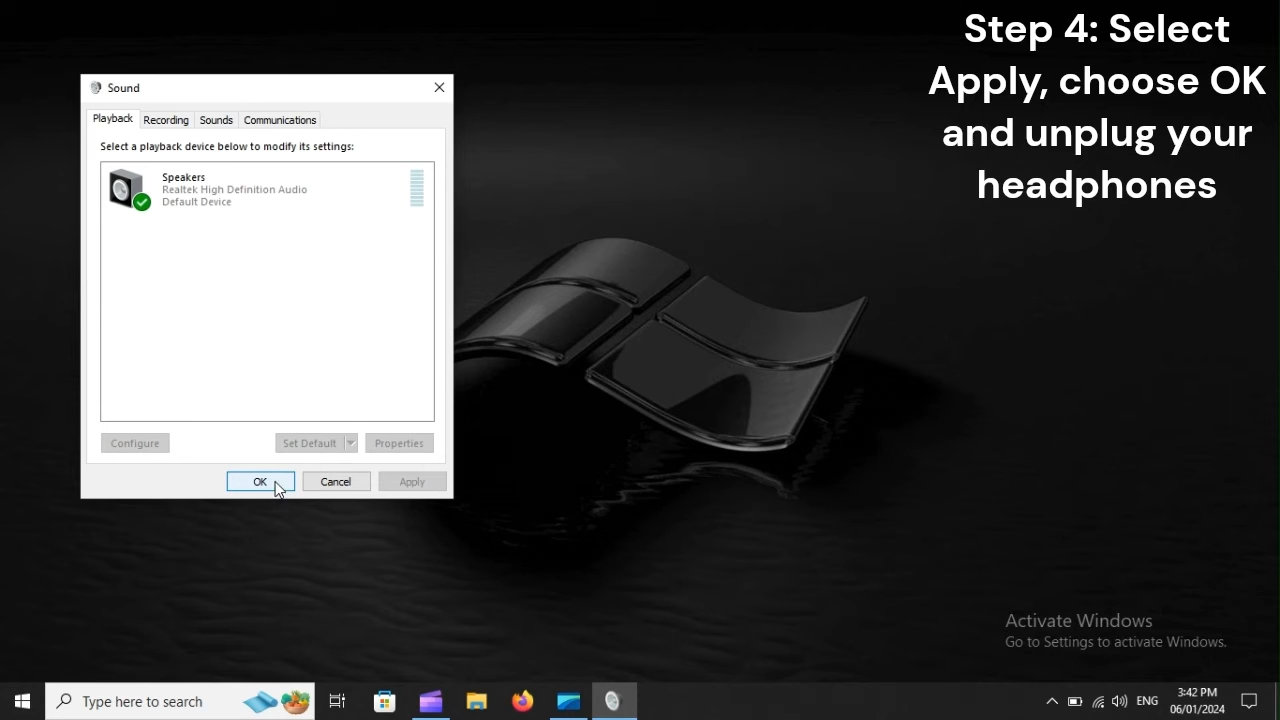 Step 4: Select
Apply, choose OK
and unplug your
headphones
Sound
Playback Recording Sounds Communications
Select a playback device below to modify its settings:
Speakers
Realtek High Definition Audio
Default Device
Configure Set Default Properties
OK Cancel Apply
Activate Windows
Go to Settings to activate Windows.
Type here to search
ENG
3:42 PM
06/01/2024